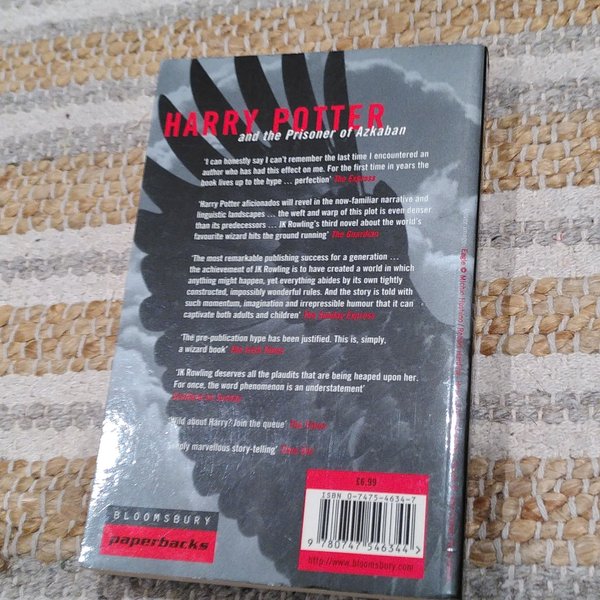 HARRY POTTER
and the Prisoner of Azkaban
'I can honestly say I can't remember the last time I encountered an
author who has had this effect on me. For the first time in years the
book lives up to the hype ... perfection' The Express
'Harry Potter aficionados will revel in the now-familiar narrative and
linguistic landscapes ... the weft and warp of this plot is even denser
than its predecessors ... JK Rowling's third novel about the world's
favourite wizard hits the ground running' The Guardian
'The most remarkable publishing success for a generation ...
the achievement of JK Rowling is to have created a world in which
anything might happen, yet everything abides by its own tightly
constructed, impossibly wonderful rules. And the story is told with
such momentum, imagination and irrepressible humour that it can
captivate both adults and children' The Sunday Express
'The pre-publication hype has been justified. This is, simply,
a wizard book'
'JK Rowling deserves all the plaudits that are being heaped upon her.
For once, the word phenomenon is an understatement'
about Harry? Join the queue'
marvellous story-telling'
£6.99
ISBN 0-7475-4634-7
9 780747 546344 >
http://www.bloomsbury.com
BLOOMSBURY
paperbacks